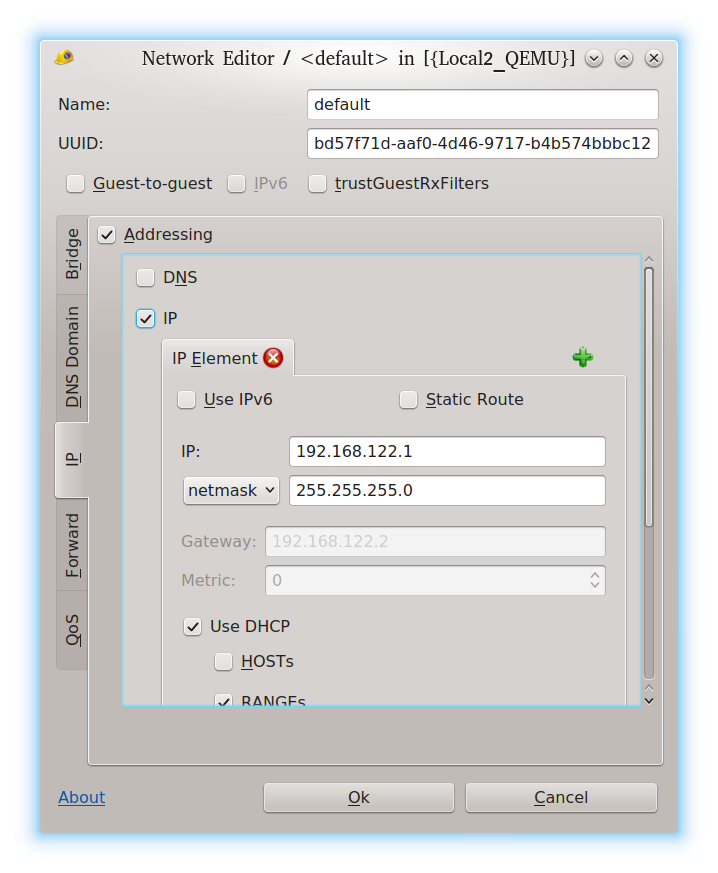 Network Editor / <default> in [{Local2_QEMU}]
Name: default
UUID: bd57f71d-aaf0-4d46-9717-b4b574bbbc12
Guest-to-guest IPv6 trustGuestRxFilters
Bridge
DNS Domain
IP
Forward
QoS
Addressing
DNS
IP
IP Element
Use IPv6 Static Route
IP: 192.168.122.1
netmask 255.255.255.0
Gateway: 192.168.122.2
Metric: 0
Use DHCP
HOSTs
RANGEs
About Ok Cancel